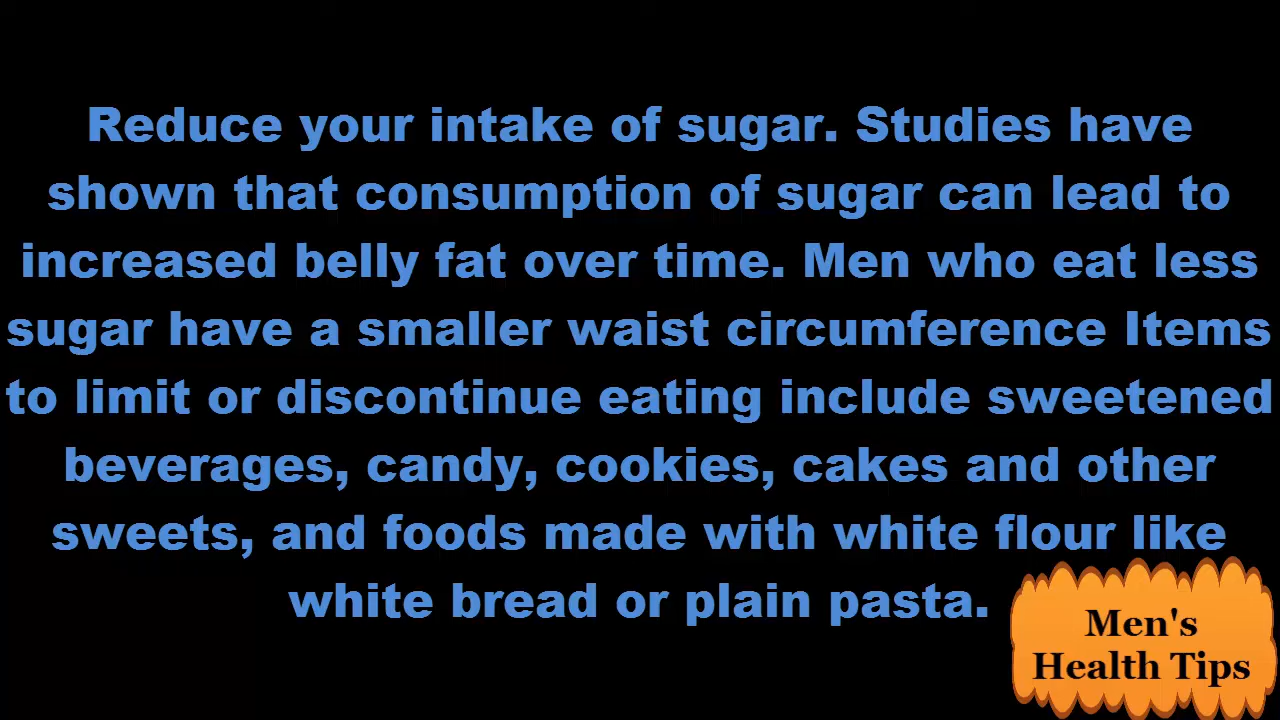 Reduce your intake of sugar. Studies have
shown that consumption of sugar can lead to
increased belly fat over time. Men who eat less
sugar have a smaller waist circumference Items
to limit or discontinue eating include sweetened
beverages, candy, cookies, cakes and other
sweets, and foods made with white flour like
white bread or plain pasta.
Men's
Health Tips